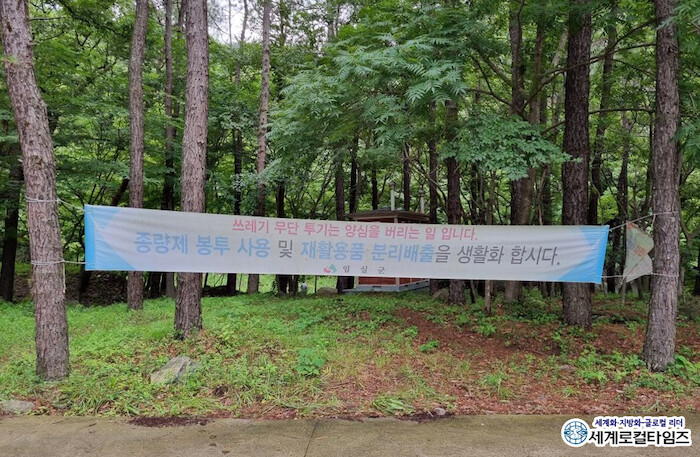 쓰레기 무단 투기는 양심을 버리는 일 입니다.
종량제 봉투 사용 및 재활용품 분리배출을 생활화 합시다.
임실군
세계화·지방화=글로컬 리더
세계로컬타임즈